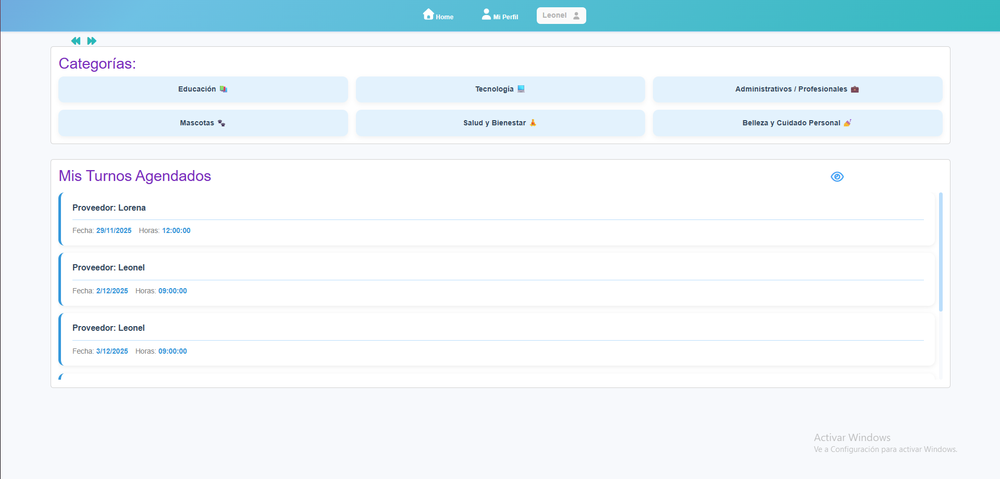 Home Mi Perfil Leonel
Categorías:
Educación Tecnología Administrativos / Profesionales
Mascotas Salud y Bienestar Belleza y Cuidado Personal
Mis Turnos Agendados
Proveedor: Lorena
Fecha: 29/11/2025 Horas: 12:00:00
Proveedor: Leonel
Fecha: 2/12/2025 Horas: 09:00:00
Proveedor: Leonel
Fecha: 3/12/2025 Horas: 09:00:00
Activar Windows
Ve a Configuración para activar Windows.